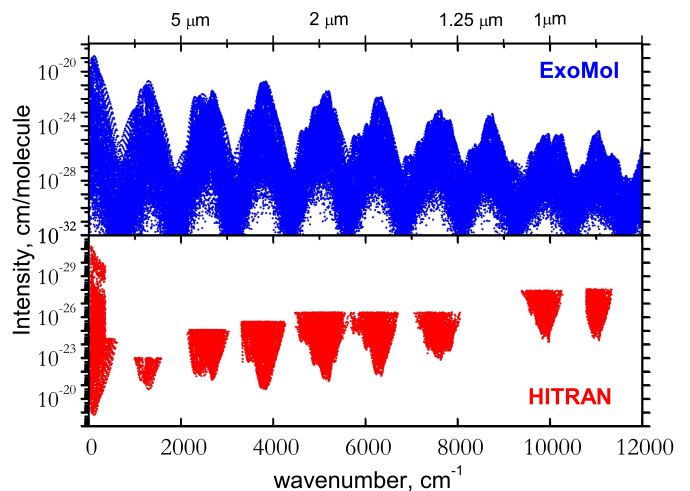 5 μm 2 μm 1.25 μm 1μm
10-20
ExoMol
10-24
10-28
10-32
Intensity, cm/molecule
10-29
10-26
10-23
10-20
HITRAN
0 2000 4000 6000 8000 10000 12000
wavenumber, cm-1